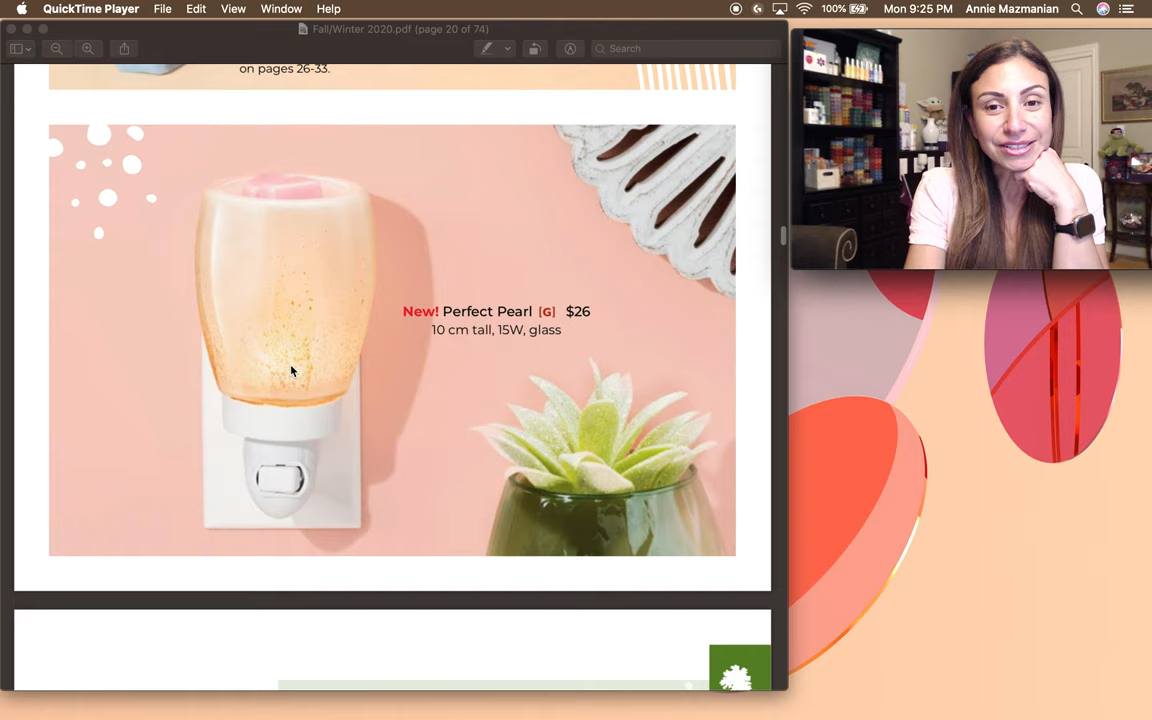 QuickTime Player File Edit View Window Help 100% Mon 9:25 PM Annie Mazmanian
Fall/Winter 2020.pdf (page 20 of 74)
Search
on pages 26-33.
New! Perfect Pearl [G] $26
10 cm tall, 15W, glass